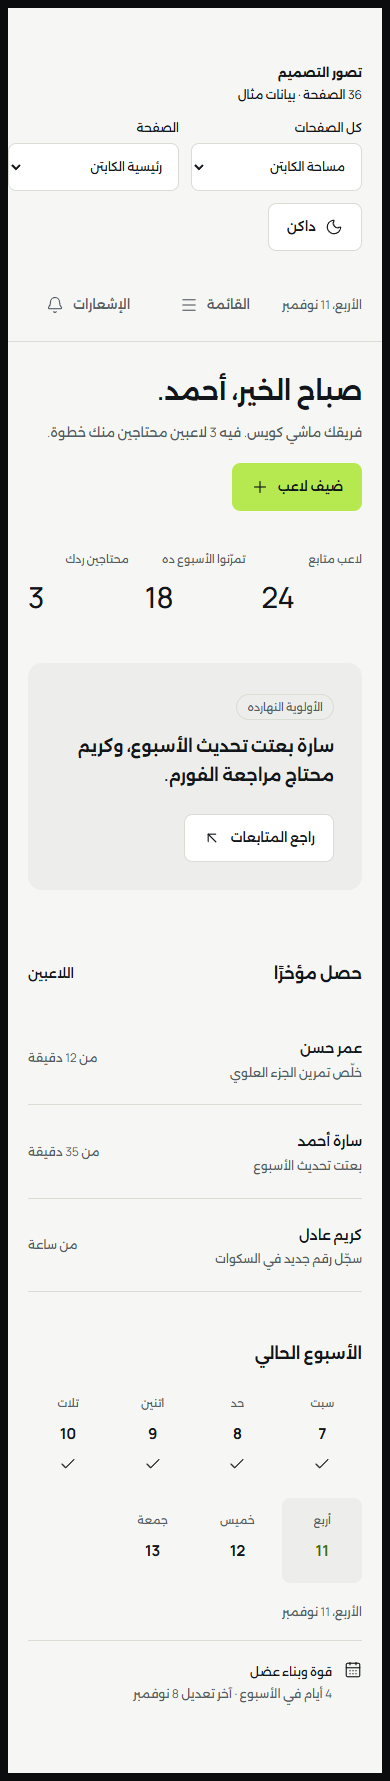 تصور التصميم
36 الصفحة · بيانات مثال
كل الصفحات
الصفحة
مساحة الكابتن
رئيسية الكابتن
داكن
الأربع، 11 نوفمبر
القائمة
الإشعارات
صباح الخير، أحمد.
فريقك ماشي كويس. فيه 3 لاعبين محتاجين منك خطوة.
ضيف لاعب
لاعب متابع
تمرّنوا الأسبوع ده
محتاجين ردك
24
18
3
الأولوية النهارده
سارة بعتت تحديث الأسبوع، وكريم
محتاج مراجعة الفورم.
راجع المتابعات
حصل مؤخرًا
اللاعبين
عمر حسن
خلّص تمرين الجزء العلوي
من 12 دقيقة
سارة أحمد
بعتت تحديث الأسبوع
من 35 دقيقة
كريم عادل
سجّل رقم جديد في السكوات
من ساعة
الأسبوع الحالي
سبت
حد
اتنين
تلات
7
8
9
10
أربع
خميس
جمعة
11
12
13
الأربع، 11 نوفمبر
قوة وبناء عضل
4 أيام في الأسبوع · آخر تعديل 8 نوفمبر